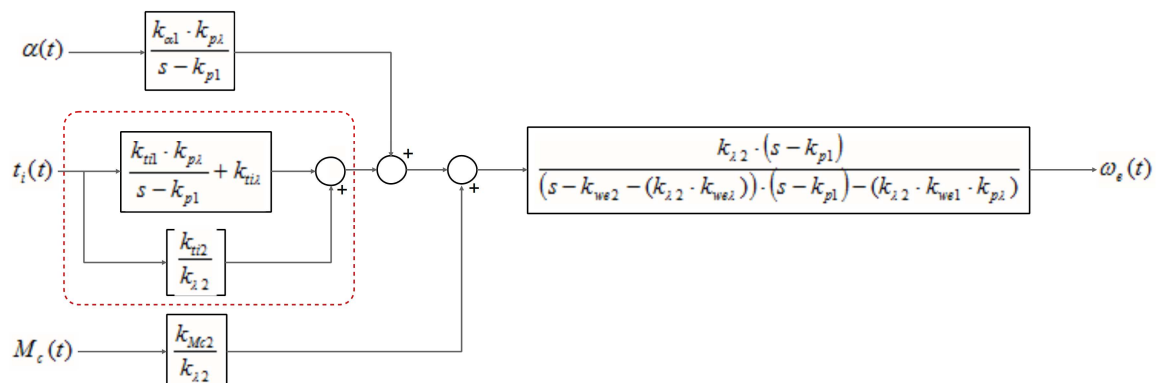 α(t)
k_{α1} · k_{pλ}
s − k_{p1}
+
t_i(t)
k_{ti1} · k_{pλ}
s − k_{p1}
+ k_{tiλ}
+
+
k_{λ2} · (s − k_{p1})
(s − k_{we2} − (k_{λ2} · k_{weλ})) · (s − k_{p1}) − (k_{λ2} · k_{we1} · k_{pλ})
ω_e(t)
k_{ti2}
k_{λ2}
M_c(t)
k_{Mc2}
k_{λ2}